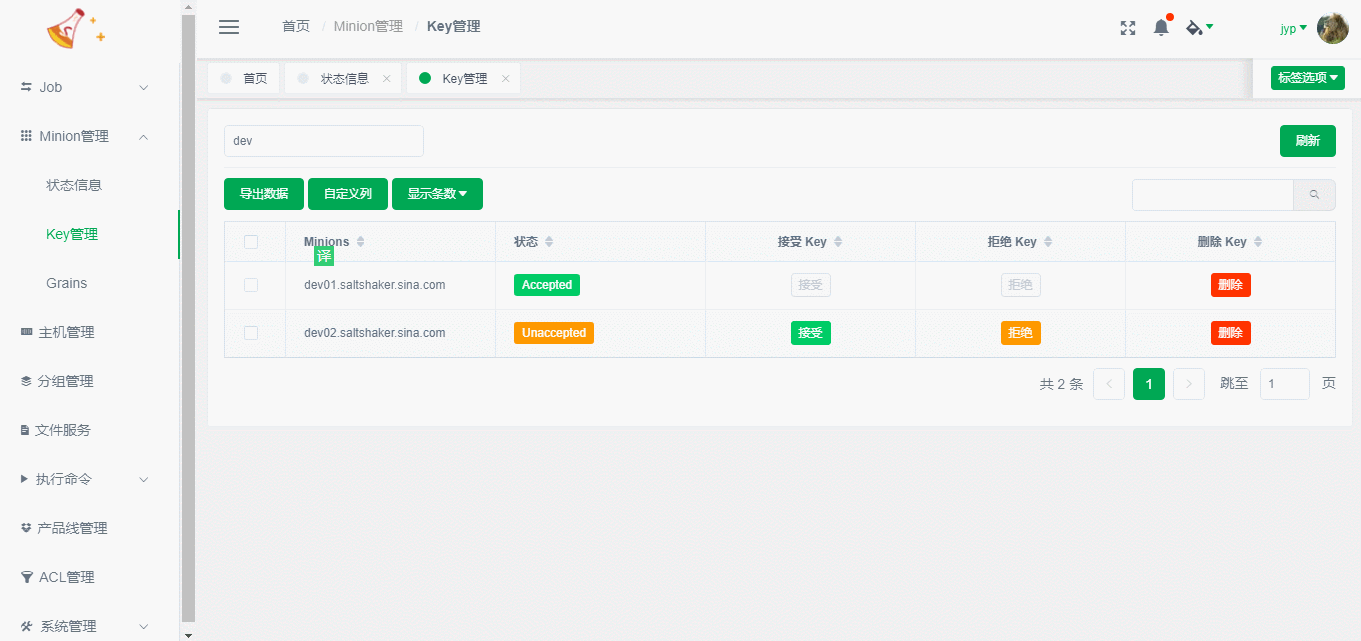 首页 / Minion管理 / Key管理
jyp
首页
状态信息
Key管理
标签选项
Job
Minion管理
状态信息
Key管理
Grains
主机管理
分组管理
文件服务
执行命令
产品线管理
ACL管理
系统管理
dev
刷新
导出数据 自定义列 显示条数
Minions 状态 接受 Key 拒绝 Key 删除 Key
译
dev01.saltshaker.sina.com Accepted 接受 拒绝 删除
dev02.saltshaker.sina.com Unaccepted 接受 拒绝 删除
共 2 条 1 跳至 1 页